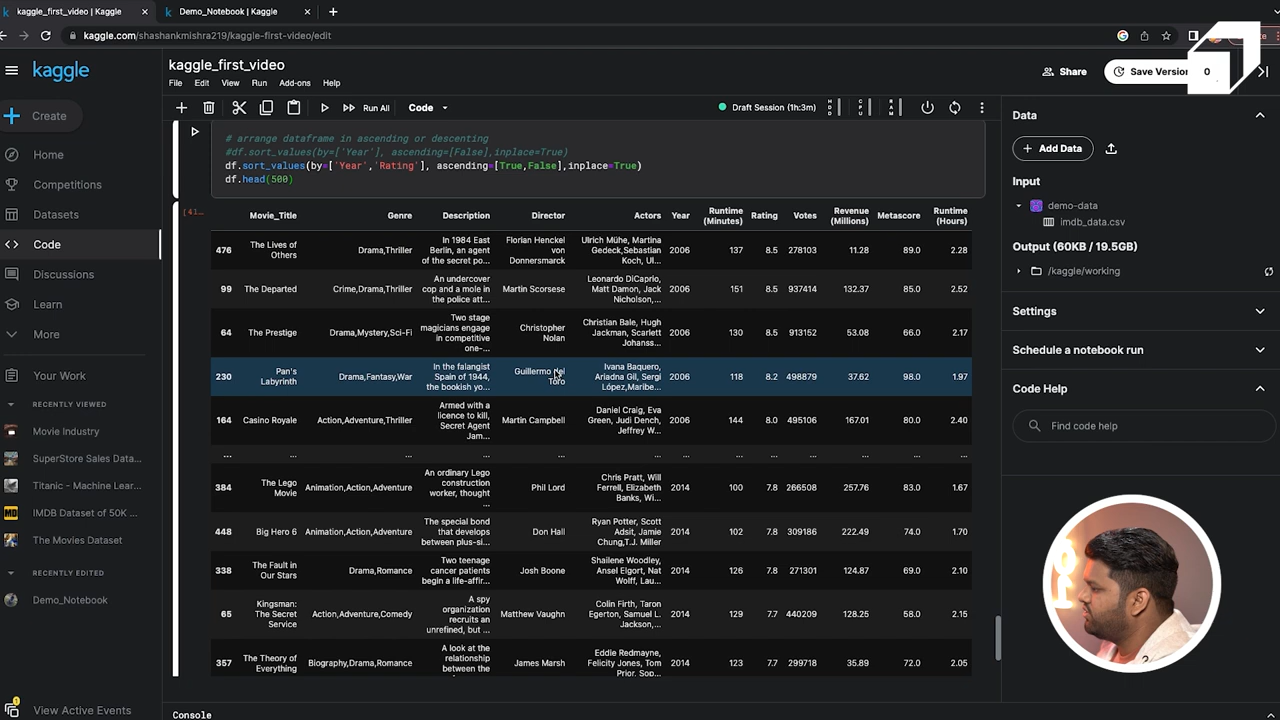 kaggle_first_video | Kaggle
Demo_Notebook | Kaggle
kaggle.com/shashankmishra219/kaggle-first-video/edit
kaggle
kaggle_first_video
File Edit View Run Add-ons Help
Share
Save Version 0
Run All Code
Draft Session (1h:3m)
Create
Home
Competitions
Datasets
Code
Discussions
Learn
More
Your Work
RECENTLY VIEWED
Movie Industry
SuperStore Sales Data...
Titanic - Machine Lear...
IMDB Dataset of 50K ...
The Movies Dataset
RECENTLY EDITED
Demo_Notebook
View Active Events
# arrange dataframe in ascending or descenting
#df.sort_values(by=['Year'], ascending=[False],inplace=True)
df.sort_values(by=['Year','Rating'], ascending=[True,False],inplace=True)
df.head(500)
[41...
Movie_Title Genre Description Director Actors Year Runtime (Minutes) Rating Votes Revenue (Millions) Metascore Runtime (Hours)
476 The Lives of Others Drama,Thriller In 1984 East Berlin, an agent of the secret po... Florian Henckel von Donnersmarck Ulrich Mühe, Martina Gedeck,Sebastian Koch, Ul... 2006 137 8.5 278103 11.28 89.0 2.28
99 The Departed Crime,Drama,Thriller An undercover cop and a mole in the police att... Martin Scorsese Leonardo DiCaprio, Matt Damon, Jack Nicholson,... 2006 151 8.5 937414 132.37 85.0 2.52
64 The Prestige Drama,Mystery,Sci-Fi Two stage magicians engage in competitive one-... Christopher Nolan Christian Bale, Hugh Jackman, Scarlett Johanss... 2006 130 8.5 913152 53.08 66.0 2.17
230 Pan's Labyrinth Drama,Fantasy,War In the falangist Spain of 1944, the bookish yo... Guillermo del Toro Ivana Baquero, Ariadna Gil, Sergi López,Maribe... 2006 118 8.2 498879 37.62 98.0 1.97
164 Casino Royale Action,Adventure,Thriller Armed with a licence to kill, Secret Agent Jam... Martin Campbell Daniel Craig, Eva Green, Judi Dench, Jeffrey W... 2006 144 8.0 495106 167.01 80.0 2.40
... ... ... ... ... ... ... ... ... ... ... ... ...
384 The Lego Movie Animation,Action,Adventure An ordinary Lego construction worker, thought ... Phil Lord Chris Pratt, Will Ferrell, Elizabeth Banks, Wi... 2014 100 7.8 266508 257.76 83.0 1.67
448 Big Hero 6 Animation,Action,Adventure The special bond that develops between plus-si... Don Hall Ryan Potter, Scott Adsit, Jamie Chung,T.J. Miller 2014 102 7.8 309186 222.49 74.0 1.70
338 The Fault in Our Stars Drama,Romance Two teenage cancer patients begin a life-affir... Josh Boone Shailene Woodley, Ansel Elgort, Nat Wolff, Lau... 2014 126 7.8 271301 124.87 69.0 2.10
65 Kingsman: The Secret Service Action,Adventure,Comedy A spy organization recruits an unrefined, but ... Matthew Vaughn Colin Firth, Taron Egerton, Samuel L. Jackson,... 2014 129 7.7 440209 128.25 58.0 2.15
357 The Theory of Everything Biography,Drama,Romance A look at the relationship between the James Marsh Eddie Redmayne, Felicity Jones, Tom Prior, Sop... 2014 123 7.7 299718 35.89 72.0 2.05
Console
Data
Add Data
Input
demo-data
imdb_data.csv
Output (60KB / 19.5GB)
/kaggle/working
Settings
Schedule a notebook run
Code Help
Find code help